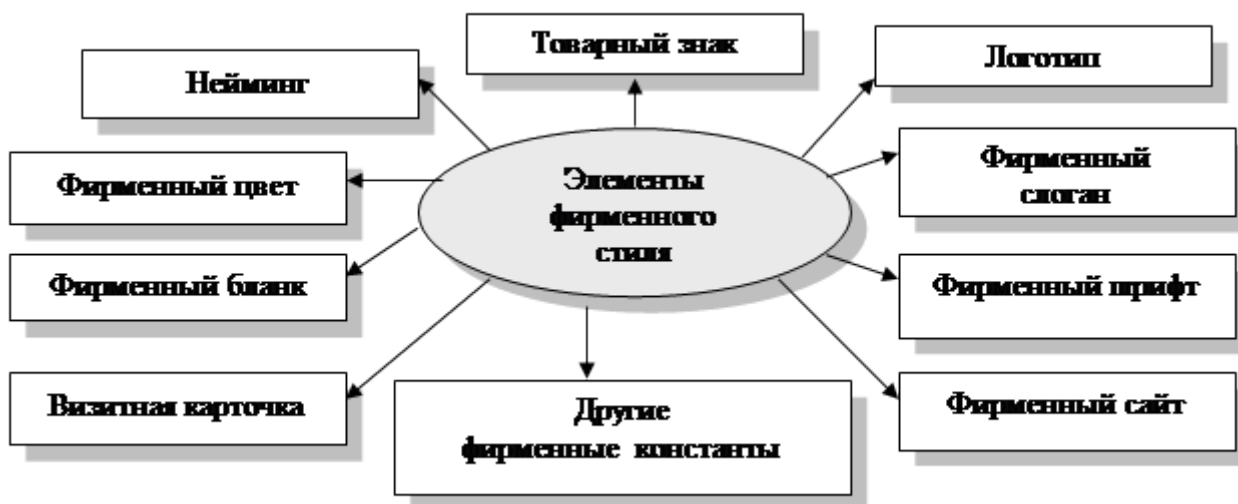 Товарный знак
Нейминг
Логотип
Фирменный цвет
Элементы
фирменного
стиля
Фирменный
слоган
Фирменный бланк
Фирменный шрифт
Визитная карточка
Другие
фирменные константы
Фирменный сайт